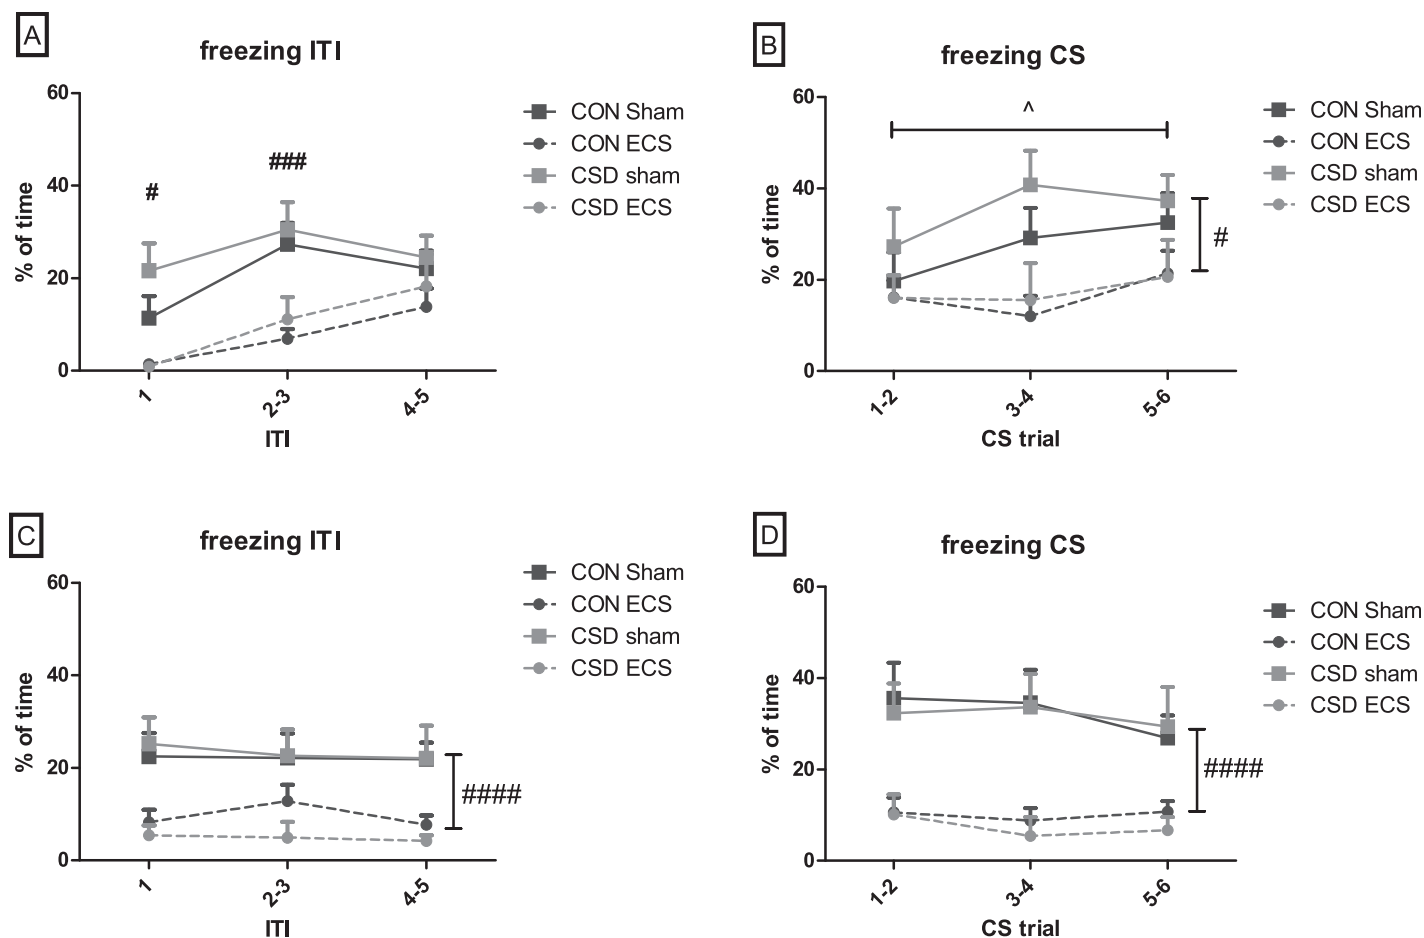 A
freezing ITI
60
40
20
0
% of time
#
###
1
2-3
4-5
ITI
CON Sham
CON ECS
CSD sham
CSD ECS
B
freezing CS
60
40
20
0
% of time
^
#
1-2
3-4
5-6
CS trial
CON Sham
CON ECS
CSD sham
CSD ECS
C
freezing ITI
60
40
20
0
% of time
####
1
2-3
4-5
ITI
CON Sham
CON ECS
CSD sham
CSD ECS
D
freezing CS
60
40
20
0
% of time
####
1-2
3-4
5-6
CS trial
CON Sham
CON ECS
CSD sham
CSD ECS